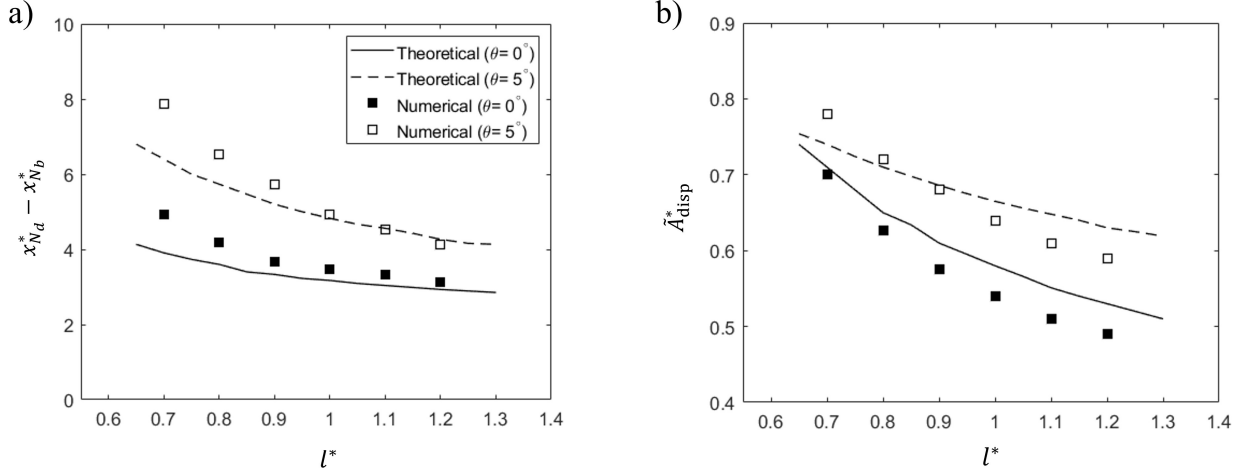 a)
10
8
6
4
2
0
x*_{N_d} − x*_{N_b}
Theoretical (θ= 0°)
Theoretical (θ= 5°)
Numerical (θ= 0°)
Numerical (θ= 5°)
0.6 0.7 0.8 0.9 1 1.1 1.2 1.3 1.4
l*
b)
0.9
0.8
0.7
0.6
0.5
0.4
Ã*_{disp}
0.6 0.7 0.8 0.9 1 1.1 1.2 1.3 1.4
l*